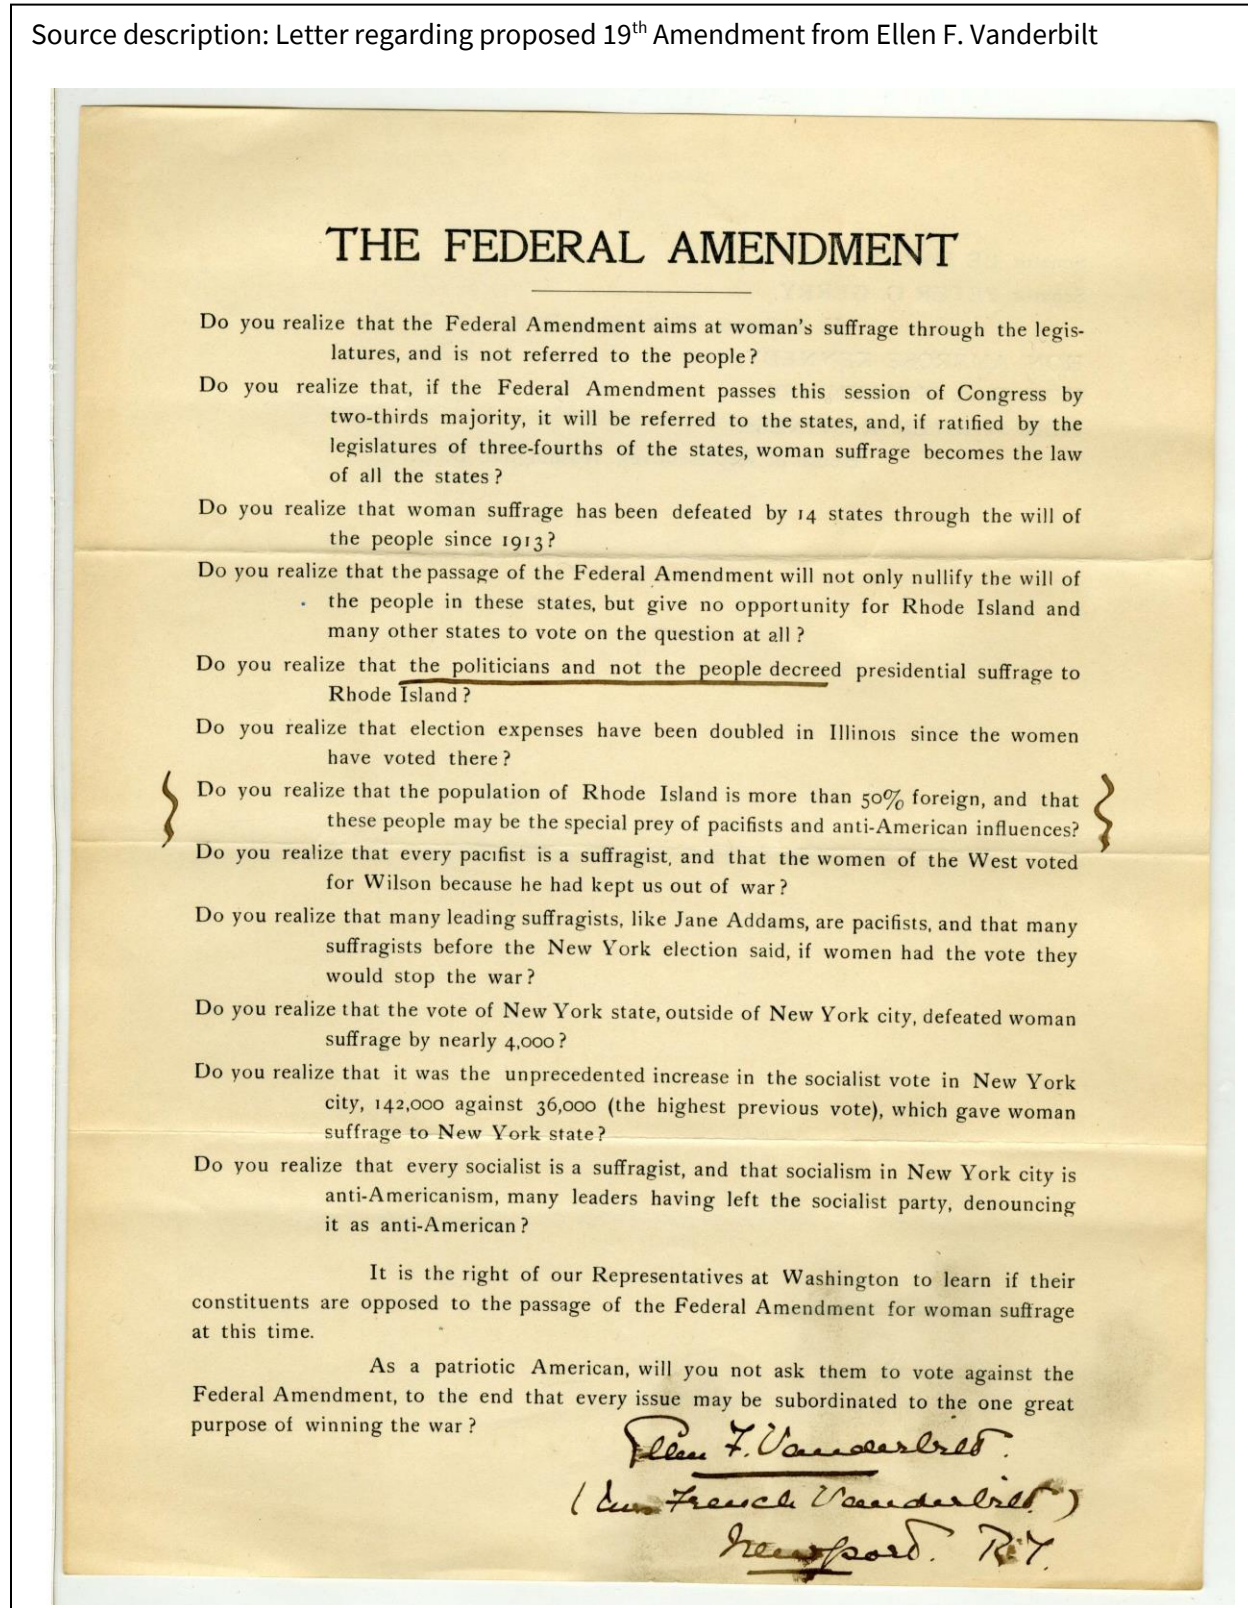 Source description: Letter regarding proposed 19th Amendment from Ellen F. Vanderbilt
THE FEDERAL AMENDMENT
Do you realize that the Federal Amendment aims at woman's suffrage through the legis-
latures, and is not referred to the people?
Do you realize that, if the Federal Amendment passes this session of Congress by
two-thirds majority, it will be referred to the states, and, if ratified by the
legislatures of three-fourths of the states, woman suffrage becomes the law
of all the states?
Do you realize that woman suffrage has been defeated by 14 states through the will of
the people since 1913?
Do you realize that the passage of the Federal Amendment will not only nullify the will of
the people in these states, but give no opportunity for Rhode Island and
many other states to vote on the question at all?
Do you realize that the politicians and not the people decreed presidential suffrage to
Rhode Island?
Do you realize that election expenses have been doubled in Illinois since the women
have voted there?
Do you realize that the population of Rhode Island is more than 50% foreign, and that
these people may be the special prey of pacifists and anti-American influences?
Do you realize that every pacifist is a suffragist, and that the women of the West voted
for Wilson because he had kept us out of war?
Do you realize that many leading suffragists, like Jane Addams, are pacifists, and that many
suffragists before the New York election said, if women had the vote they
would stop the war?
Do you realize that the vote of New York state, outside of New York city, defeated woman
suffrage by nearly 4,000?
Do you realize that it was the unprecedented increase in the socialist vote in New York
city, 142,000 against 36,000 (the highest previous vote), which gave woman
suffrage to New York state?
Do you realize that every socialist is a suffragist, and that socialism in New York city is
anti-Americanism, many leaders having left the socialist party, denouncing
it as anti-American?
It is the right of our Representatives at Washington to learn if their
constituents are opposed to the passage of the Federal Amendment for woman suffrage
at this time.
As a patriotic American, will you not ask them to vote against the
Federal Amendment, to the end that every issue may be subordinated to the one great
purpose of winning the war?
Ellen F. Vanderbilt.
French Vanderbilt)
Newport. R.I.